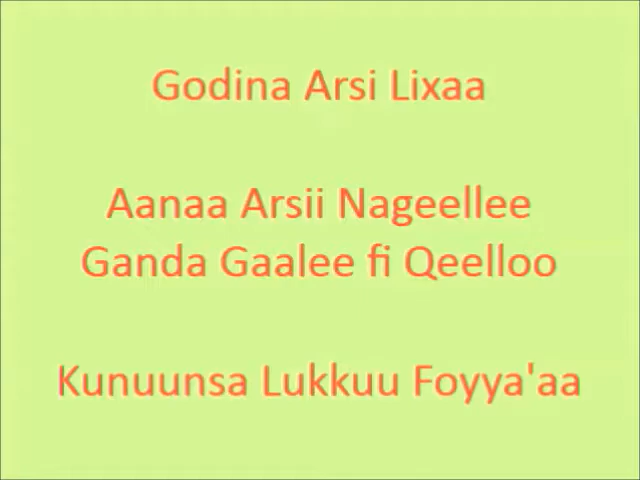 Godina Arsi Lixaa
Aanaa Arsii Nageellee
Ganda Gaalee fi Qeelloo
Kunuunsa Lukkuu Foyya'aa